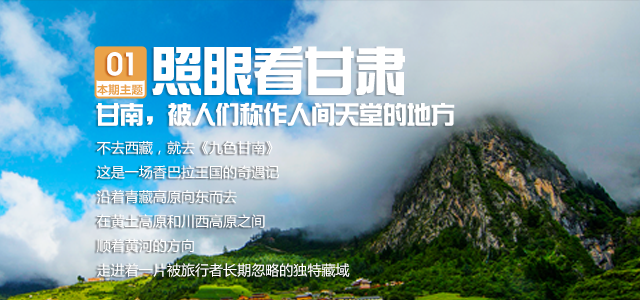 01
本期主题
照眼看甘肃
甘南，被人们称作人间天堂的地方
不去西藏，就去《九色甘南》
这是一场香巴拉王国的奇遇记
沿着青藏高原向东而去
在黄土高原和川西高原之间
顺着黄河的方向
走进着一片被旅行者长期忽略的独特藏域